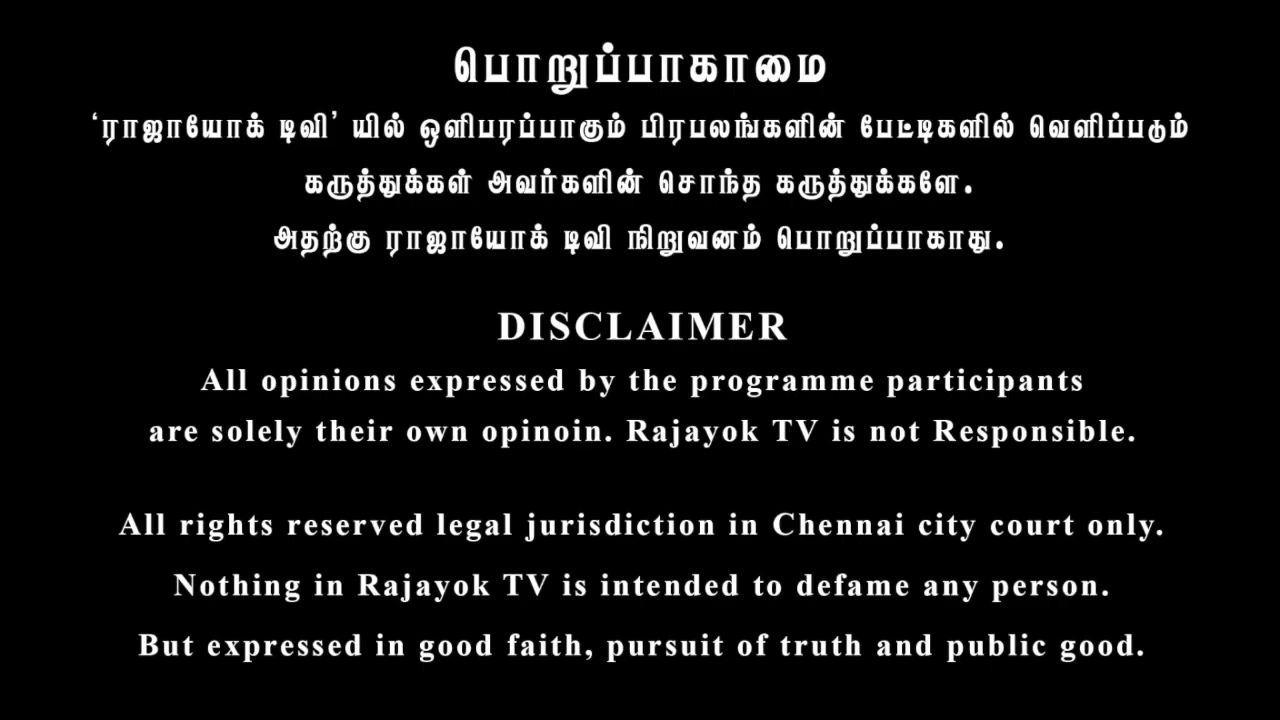 பொறுப்பாகாமை
‘ராஜாயோக் டிவி’ யில் ஒளிபரப்பாகும் பிரபலங்களின் பேட்டிகளில் வெளிப்படும்
கருத்துக்கள் அவர்களின் சொந்த கருத்துக்களே.
அதற்கு ராஜாயோக் டிவி நிறுவனம் பொறுப்பாகாது.
DISCLAIMER
All opinions expressed by the programme participants
are solely their own opinoin. Rajayok TV is not Responsible.
All rights reserved legal jurisdiction in Chennai city court only.
Nothing in Rajayok TV is intended to defame any person.
But expressed in good faith, pursuit of truth and public good.